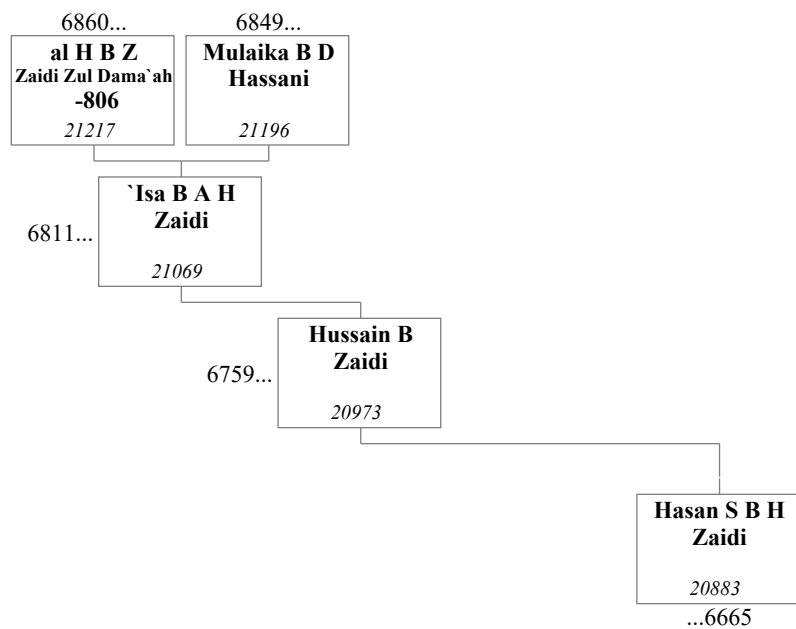 6860...
6849...
al H B Z
Zaidi Zul Dama`ah
-806
21217
Mulaika B D
Hassani
21196
`Isa B A H
Zaidi
6811...
21069
Hussain B
Zaidi
6759...
20973
Hasan S B H
Zaidi
20883
...6665